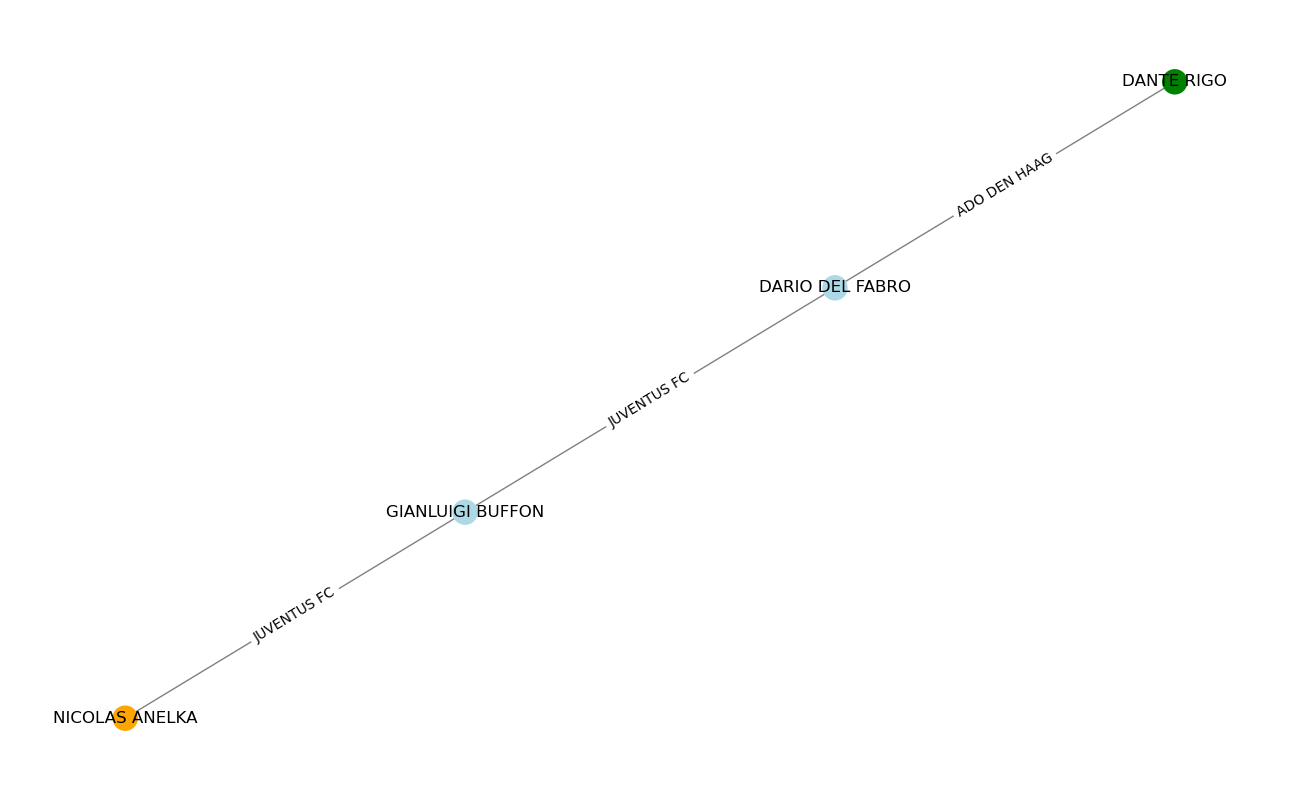 DANTE RIGO
ADO DEN HAAG
DARIO DEL FABRO
JUVENTUS FC
GIANLUIGI BUFFON
JUVENTUS FC
NICOLAS ANELKA